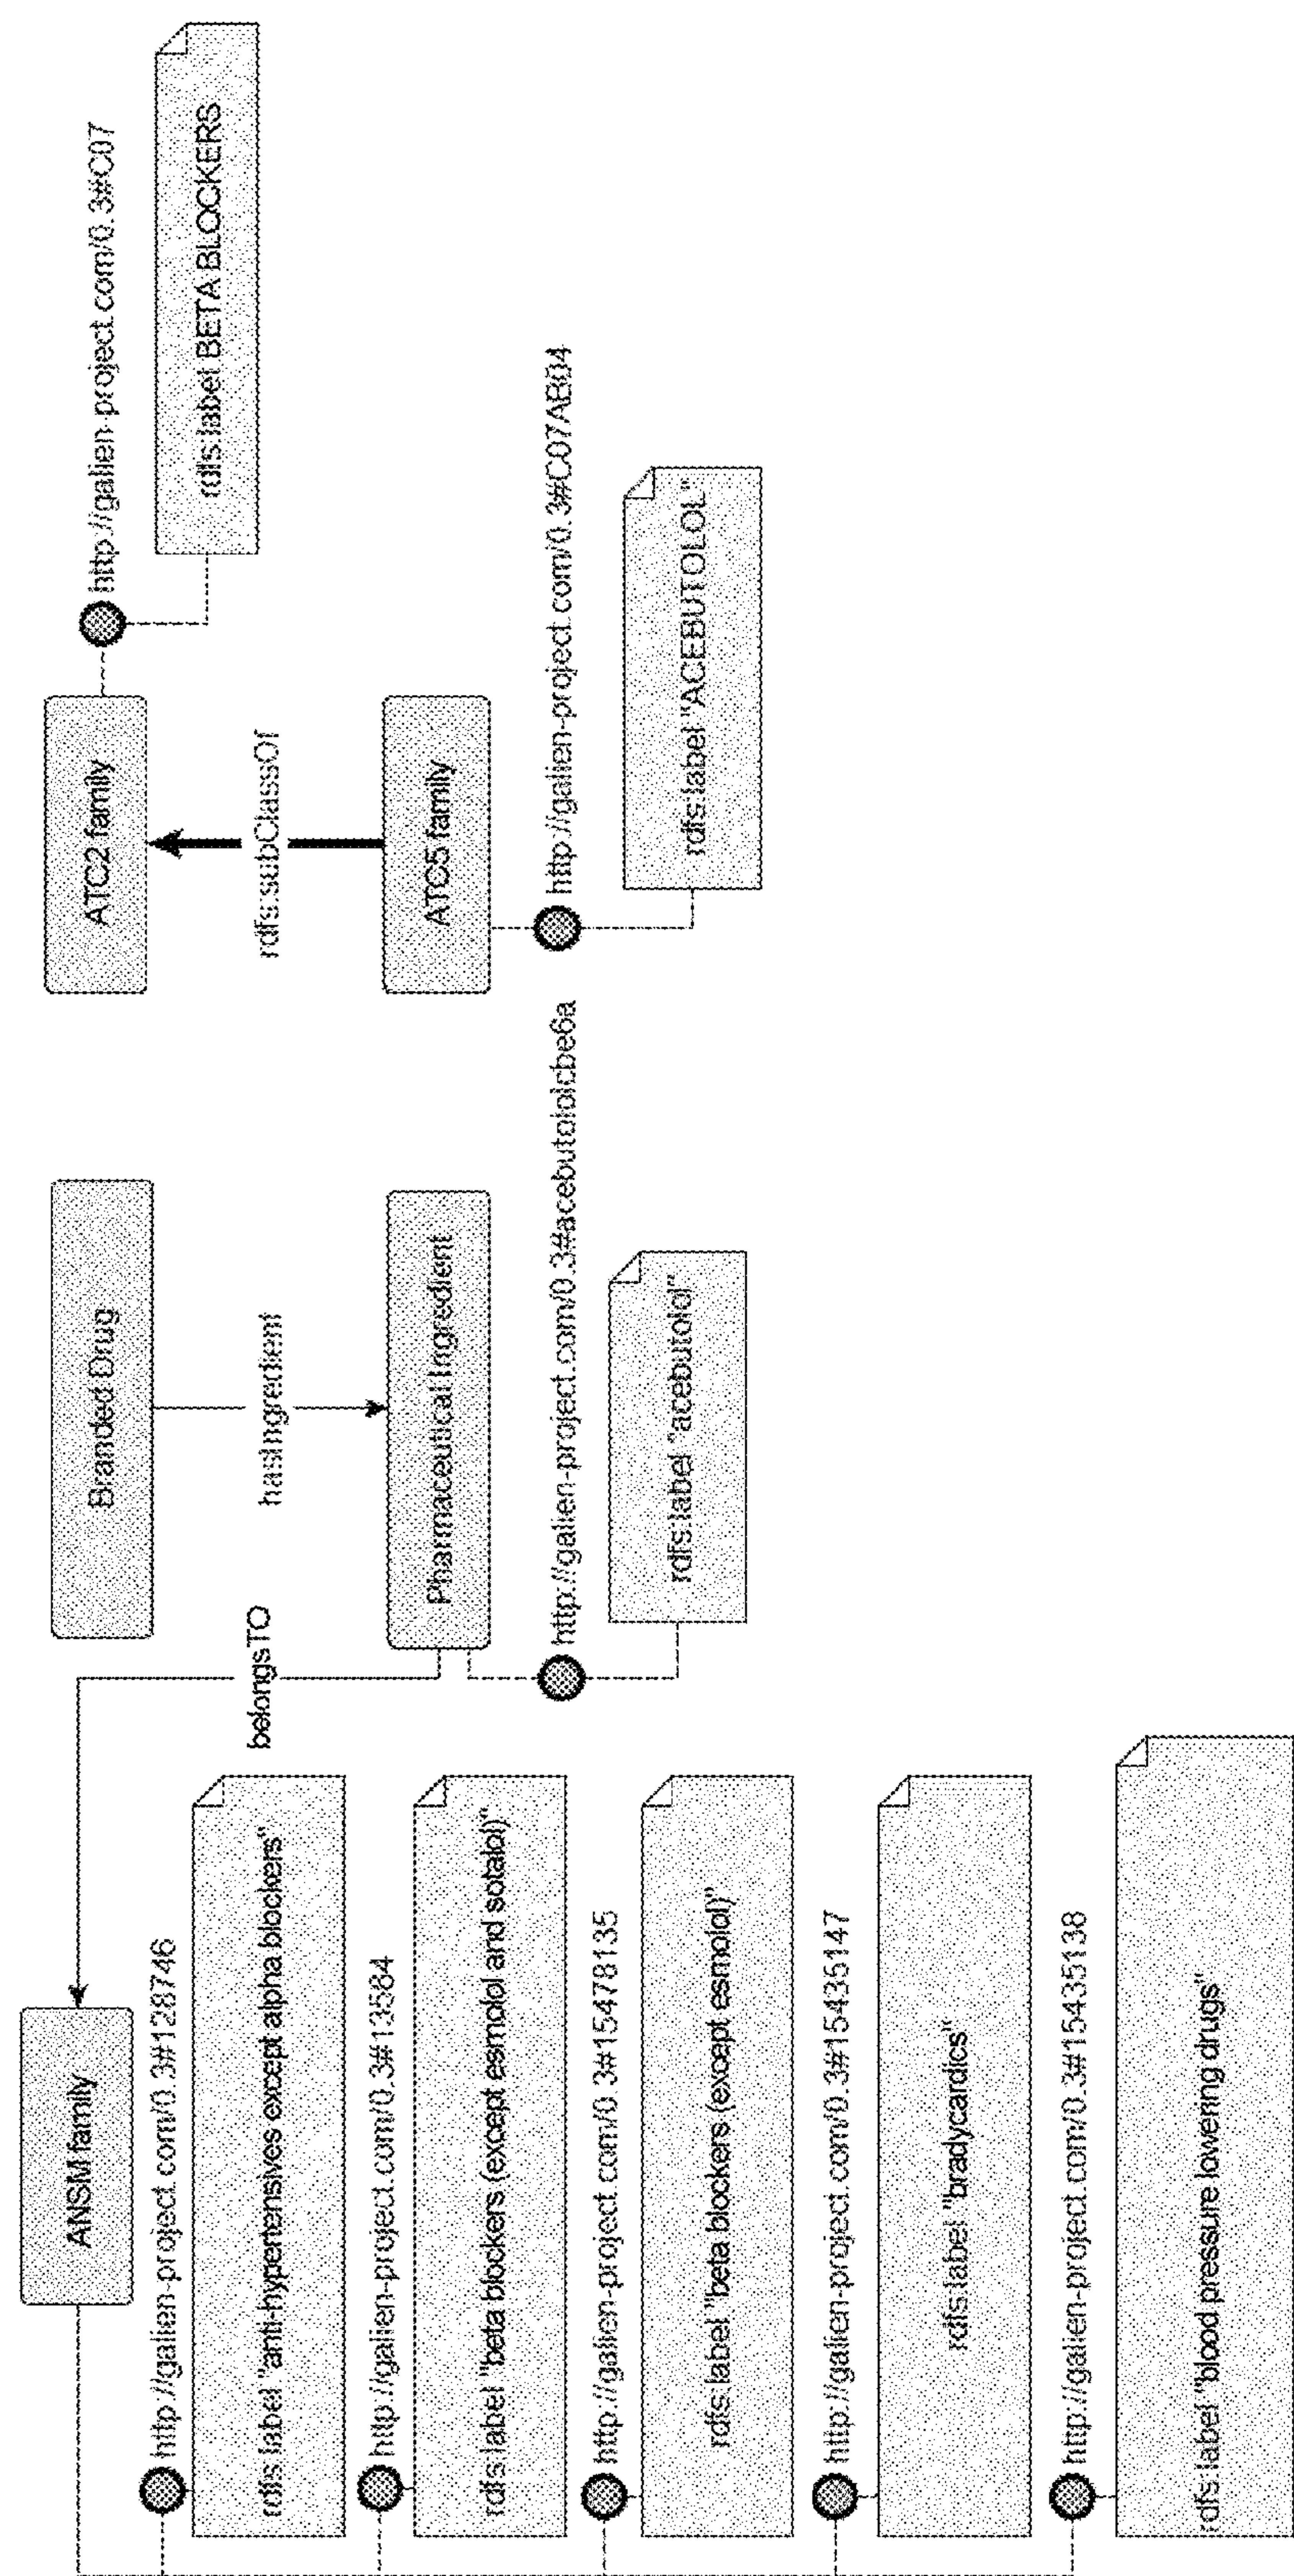 ANSM family
http://galien-project.com/0.3#128746
rdfs:label "anti-hypertensives except alpha blockers"
http://galien-project.com/0.3#13584
rdfs:label "beta blockers (except esmolol and sotalol)"
http://galien-project.com/0.3#15478135
rdfs:label "beta blockers (except esmolol)"
http://galien-project.com/0.3#15435147
rdfs:label "bradycardics"
http://galien-project.com/0.3#15435138
rdfs:label "blood pressure lowering drugs"
belongsTO
Branded Drug
hasIngredient
Pharmaceutical Ingredient
http://galien-project.com/0.3#acebutololcbe6a
rdfs:label "acebutolol"
ATC2 family
http://galien-project.com/0.3#C07
rdfs:label BETA BLOCKERS
rdfs:subClassOf
ATC5 family
http://galien-project.com/0.3#C07AB04
rdfs:label "ACEBUTOLOL"